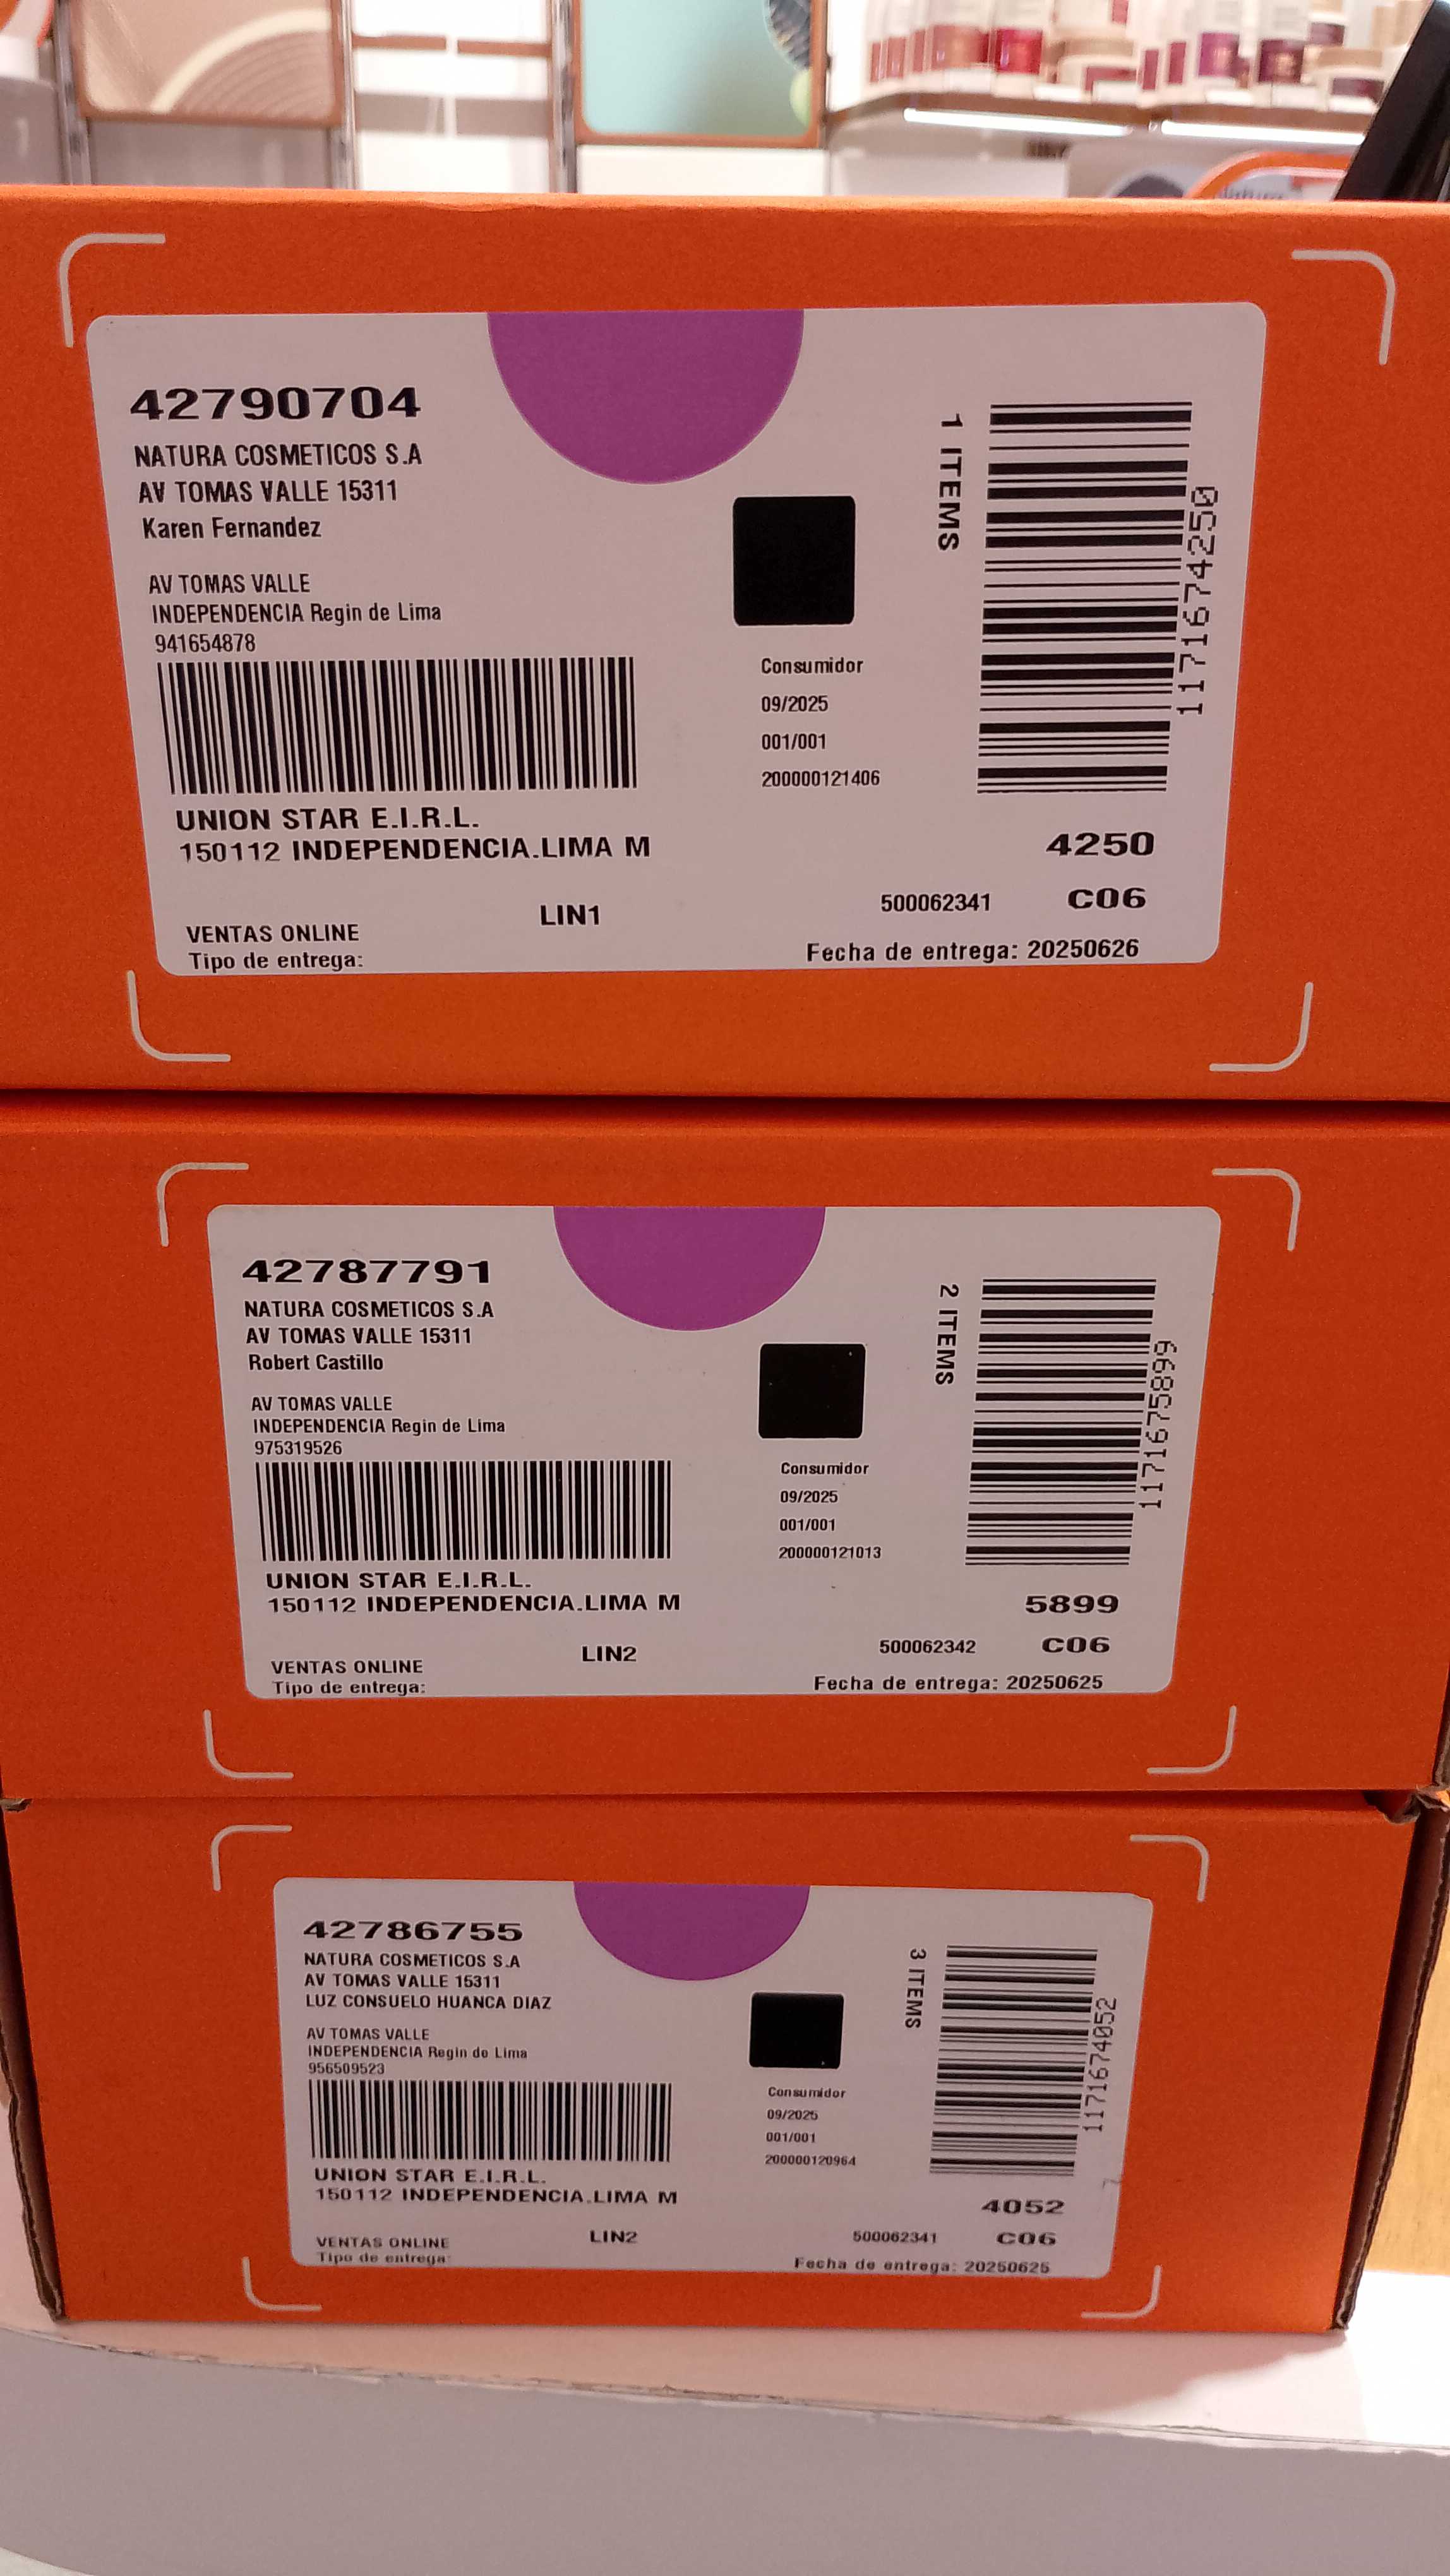 42790704
NATURA COSMETICOS S.A
AV TOMAS VALLE 15311
Karen Fernandez
AV TOMAS VALLE
INDEPENDENCIA Regin de Lima
941654878
UNION STAR E.I.R.L.
150112 INDEPENDENCIA.LIMA M
LIN1
VENTAS ONLINE
Tipo de entrega:
Consumidor
09/2025
001/001
200000121406
1 ITEMS
1171674250
4250
500062341 C06
Fecha de entrega: 20250626
42787791
NATURA COSMETICOS S.A
AV TOMAS VALLE 15311
Robert Castillo
AV TOMAS VALLE
INDEPENDENCIA Regin de Lima
975319526
UNION STAR E.I.R.L.
150112 INDEPENDENCIA.LIMA M
LIN2
VENTAS ONLINE
Tipo de entrega:
Consumidor
09/2025
001/001
200000121013
2 ITEMS
1171675899
5899
500062342 C06
Fecha de entrega: 20250625
42786755
NATURA COSMETICOS S.A
AV TOMAS VALLE 15311
LUZ CONSUELO HUANCA DIAZ
AV TOMAS VALLE
INDEPENDENCIA Regin de Lima
956509523
UNION STAR E.I.R.L.
150112 INDEPENDENCIA.LIMA M
LIN2
VENTAS ONLINE
Tipo de entrega:
Consumidor
09/2025
001/001
200000120964
3 ITEMS
1171674052
4052
500062341 C06
Fecha de entrega: 20250625